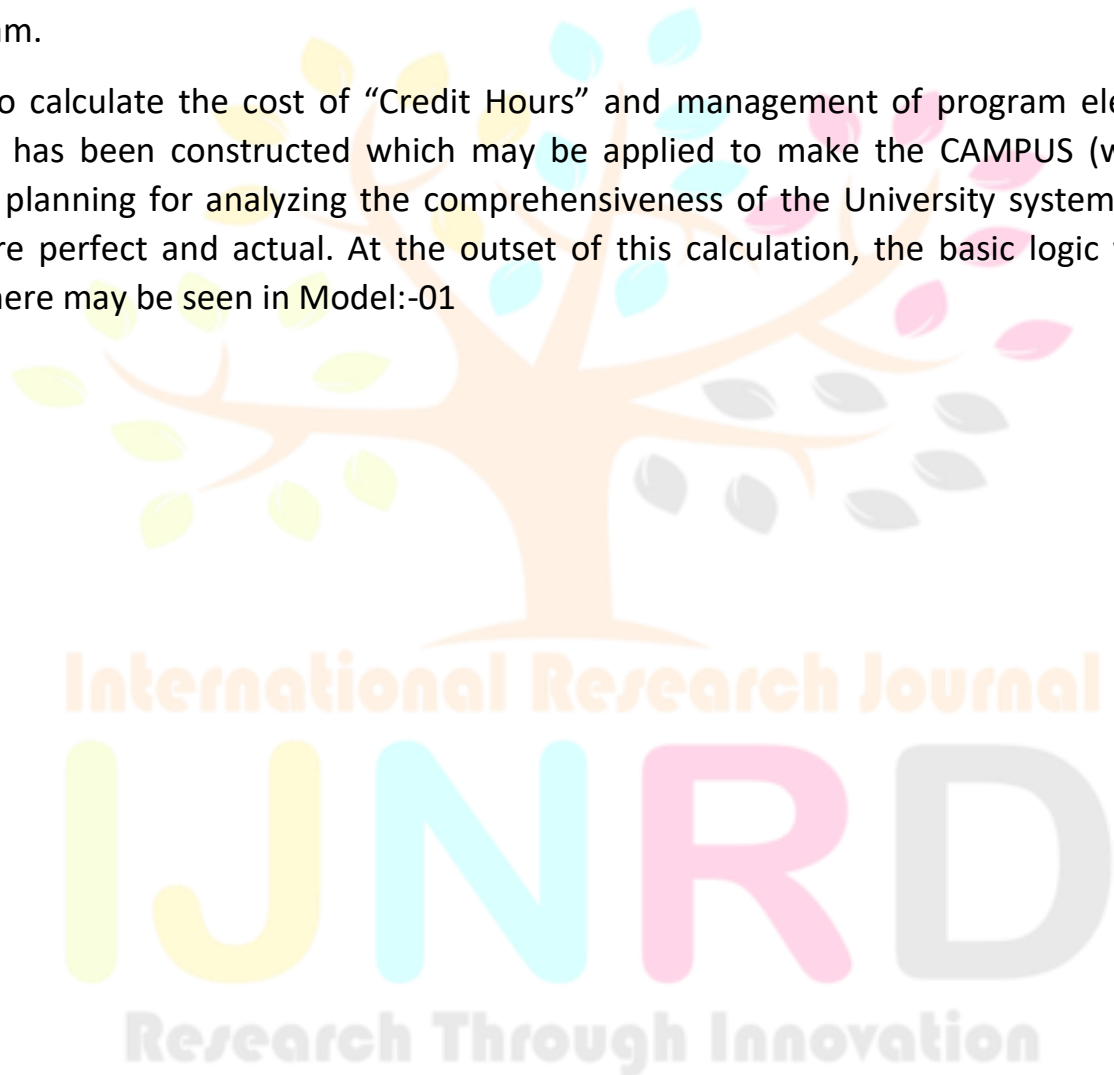 am.
o calculate the cost of “Credit Hours” and management of program ele
has been constructed which may be applied to make the CAMPUS (w
planning for analyzing the comprehensiveness of the University system
re perfect and actual. At the outset of this calculation, the basic logic
here may be seen in Model:-01
International Research Journal
IJNRD
Research Through Innovation